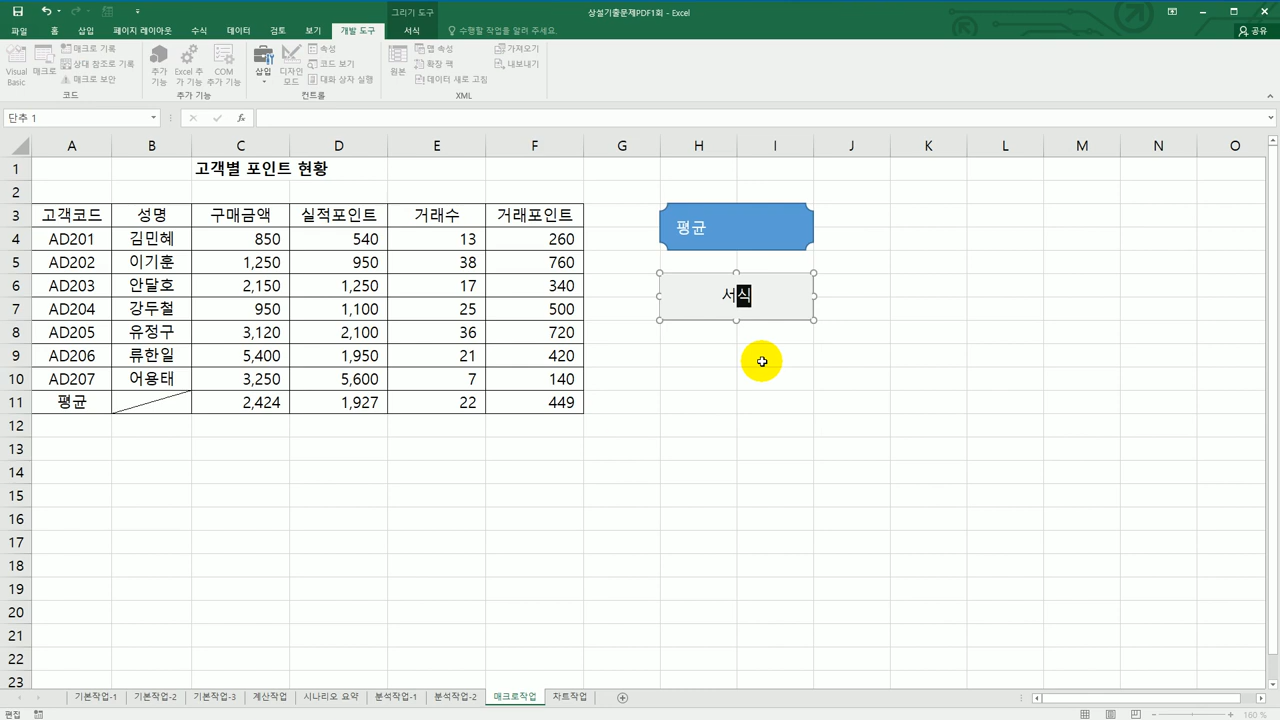 그리기 도구
상설기출문제PDF1회 - Excel
파일 홈 삽입 페이지 레이아웃 수식 데이터 검토 보기 개발 도구 서식 수행할 작업을 알려 주세요. 공유
Visual Basic
매크로
매크로 기록
상대 참조로 기록
매크로 보안
코드
추가 기능
Excel 추가 기능
COM 추가 기능
추가 기능
삽입
디자인 모드
속성
코드 보기
대화 상자 실행
컨트롤
원본
맵 속성
확장 팩
데이터 새로 고침
가져오기
내보내기
XML
단추 1 fx
A B C D E F G H I J K L M N O
1 고객별 포인트 현황
2
3 고객코드 성명 구매금액 실적포인트 거래수 거래포인트
4 AD201 김민혜 850 540 13 260
5 AD202 이기훈 1,250 950 38 760
6 AD203 안달호 2,150 1,250 17 340
7 AD204 강두철 950 1,100 25 500
8 AD205 유정구 3,120 2,100 36 720
9 AD206 류한일 5,400 1,950 21 420
10 AD207 어용태 3,250 5,600 7 140
11 평균 2,424 1,927 22 449
12
13
14
15
16
17
18
19
20
21
22
23
평균
서식
기본작업-1 기본작업-2 기본작업-3 계산작업 시나리오 요약 분석작업-1 분석작업-2 매크로작업 차트작업
편집 160 %